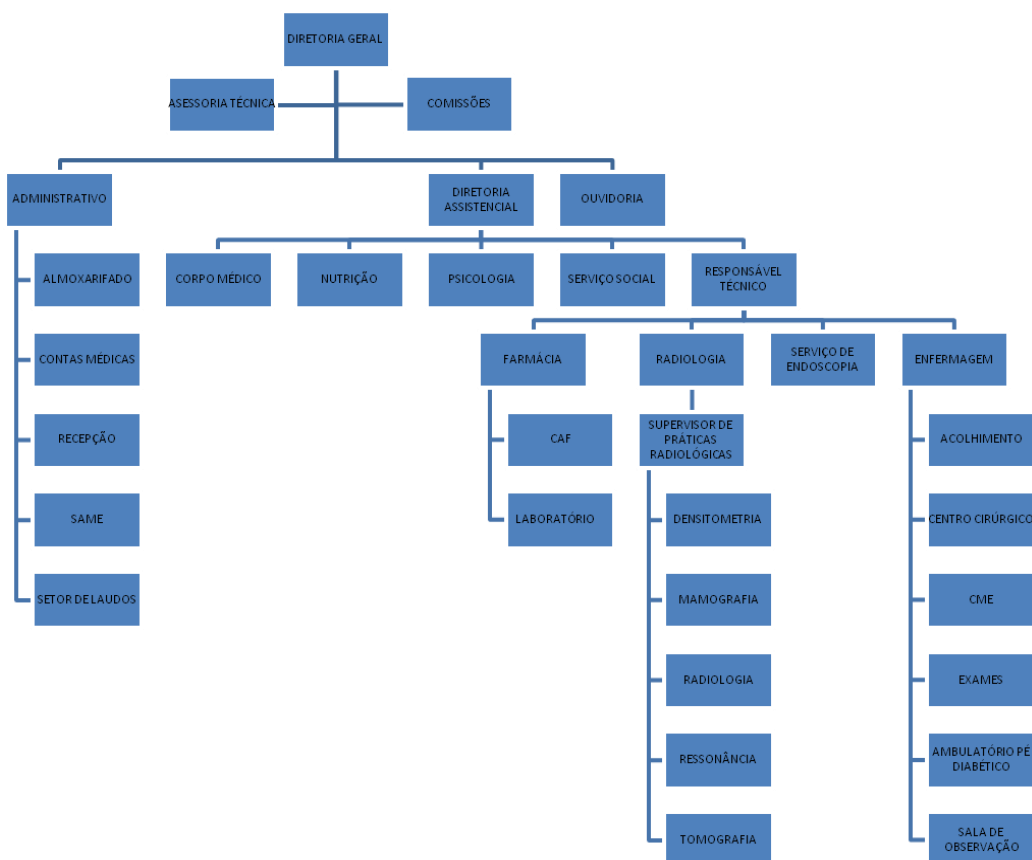 DIRETORIA GERAL
ASESSORIA TÉCNICA
COMISSÕES
ADMINISTRATIVO
DIRETORIA
ASSISTENCIAL
OUVIDORIA
ALMOXARIFADO
CORPO MÉDICO
NUTRIÇÃO
PSICOLOGIA
SERVIÇO SOCIAL
RESPONSÁVEL
TÉCNICO
CONTAS MÉDICAS
FARMÁCIA
RADIOLOGIA
SERVIÇO DE
ENDOSCOPIA
ENFERMAGEM
RECEPÇÃO
CAF
SUPERVISOR DE
PRÁTICAS
RADIOLÓGICAS
ACOLHIMENTO
SAME
LABORATÓRIO
DENSITOMETRIA
CENTRO CIRÚRGICO
SETOR DE LAUDOS
MAMOGRAFIA
CME
RADIOLOGIA
EXAMES
RESSONÂNCIA
AMBULATÓRIO PÉ
DIABÉTICO
TOMOGRAFIA
SALA DE
OBSERVAÇÃO